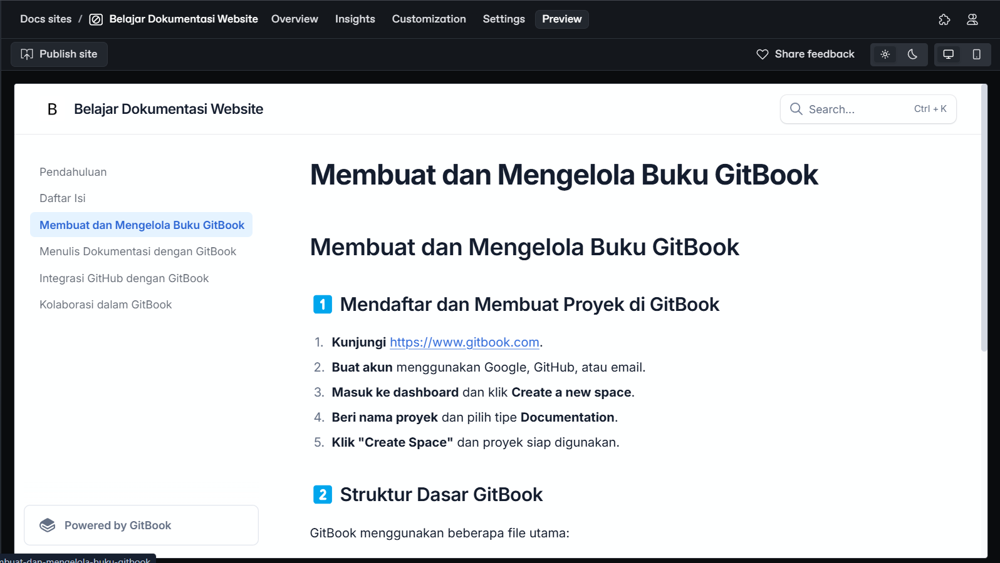 Docs sites / Belajar Dokumentasi Website Overview Insights Customization Settings Preview
Publish site Share feedback
B Belajar Dokumentasi Website Search... Ctrl + K
Pendahuluan
Daftar Isi
Membuat dan Mengelola Buku GitBook
Menulis Dokumentasi dengan GitBook
Integrasi GitHub dengan GitBook
Kolaborasi dalam GitBook
Powered by GitBook
Membuat dan Mengelola Buku GitBook
Membuat dan Mengelola Buku GitBook
1 Mendaftar dan Membuat Proyek di GitBook
1. Kunjungi https://www.gitbook.com.
2. Buat akun menggunakan Google, GitHub, atau email.
3. Masuk ke dashboard dan klik Create a new space.
4. Beri nama proyek dan pilih tipe Documentation.
5. Klik "Create Space" dan proyek siap digunakan.
2 Struktur Dasar GitBook
GitBook menggunakan beberapa file utama:
mbuat-dan-mengelola-buku-gitbook